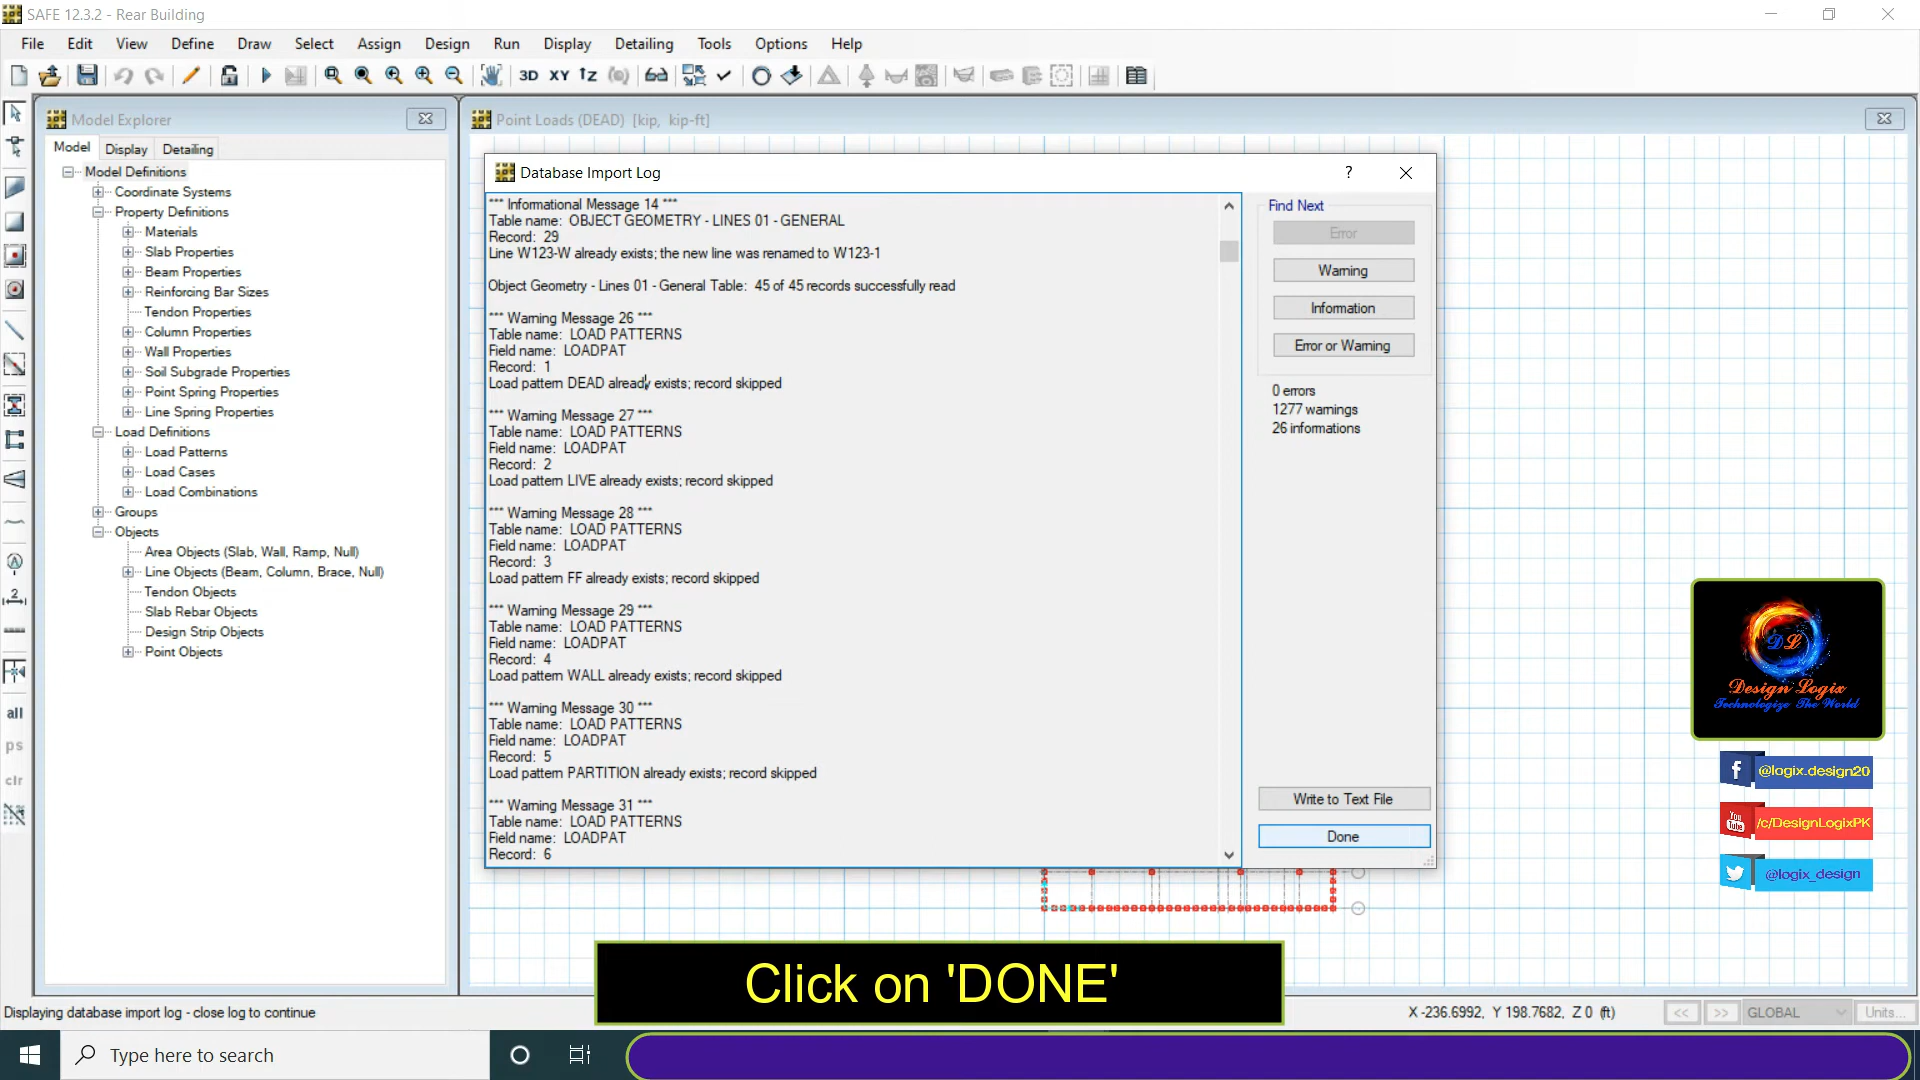 SAFE 12.3.2 - Rear Building
File Edit View Define Draw Select Assign Design Run Display Detailing Tools Options Help
3D XY
Model Explorer
Model Display Detailing
Model Definitions
Coordinate Systems
Property Definitions
Materials
Slab Properties
Beam Properties
Reinforcing Bar Sizes
Tendon Properties
Column Properties
Wall Properties
Soil Subgrade Properties
Point Spring Properties
Line Spring Properties
Load Definitions
Load Patterns
Load Cases
Load Combinations
Groups
Objects
Area Objects (Slab, Wall, Ramp, Null)
Line Objects (Beam, Column, Brace, Null)
Tendon Objects
Slab Rebar Objects
Design Strip Objects
Point Objects
all
ps
clr
Point Loads (DEAD) [kip, kip-ft]
Database Import Log
*** Informational Message 14 ***
Table name: OBJECT GEOMETRY - LINES 01 - GENERAL
Record: 29
Line W123-W already exists; the new line was renamed to W123-1
Object Geometry - Lines 01 - General Table: 45 of 45 records successfully read
*** Warning Message 26 ***
Table name: LOAD PATTERNS
Field name: LOADPAT
Record: 1
Load pattern DEAD already exists; record skipped
*** Warning Message 27 ***
Table name: LOAD PATTERNS
Field name: LOADPAT
Record: 2
Load pattern LIVE already exists; record skipped
*** Warning Message 28 ***
Table name: LOAD PATTERNS
Field name: LOADPAT
Record: 3
Load pattern FF already exists; record skipped
*** Warning Message 29 ***
Table name: LOAD PATTERNS
Field name: LOADPAT
Record: 4
Load pattern WALL already exists; record skipped
*** Warning Message 30 ***
Table name: LOAD PATTERNS
Field name: LOADPAT
Record: 5
Load pattern PARTITION already exists; record skipped
*** Warning Message 31 ***
Table name: LOAD PATTERNS
Field name: LOADPAT
Record: 6
Find Next
Error
Warning
Information
Error or Warning
0 errors
1277 warnings
26 informations
Write to Text File
Done
DL
Design Logix
Technologize The World
@logix.design20
You Tube /c/DesignLogixPK
@logix_design
Click on 'DONE'
Displaying database import log - close log to continue
X -236.6992, Y 198.7682, Z 0 (ft)
<< >> GLOBAL Units...
Type here to search